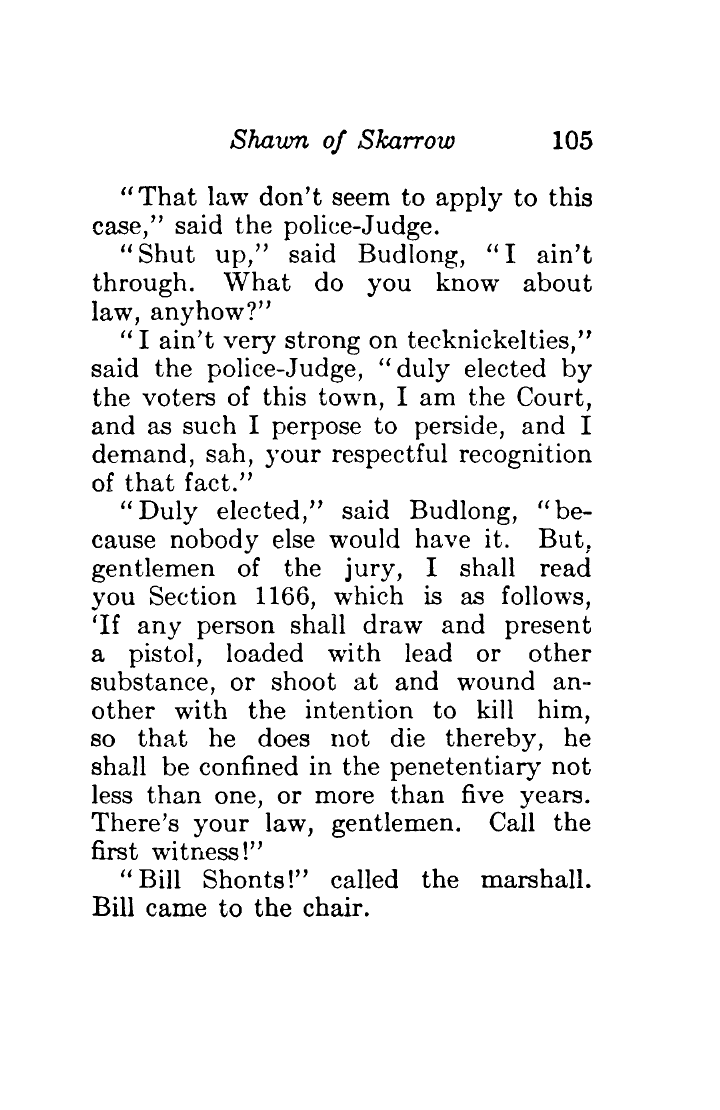 Shawn of Skarrow 105
"That law don't seem to apply to this
case," said the police-Judge.
"Shut up," said Budlong, "I ain't
through. What do you know about
law, anyhow?"
"I ain't very strong on tecknickelties,"
said the police-Judge, "duly elected by
the voters of this town, I am the Court,
and as such I perpose to perside, and I
demand, sah, your respectful recognition
of that fact."
"Duly elected," said Budlong, "be-
cause nobody else would have it. But,
gentlemen of the jury, I shall read
you Section 1166, which is as follows,
'If any person shall draw and present
a pistol, loaded with lead or other
substance, or shoot at and wound an-
other with the intention to kill him,
so that he does not die thereby, he
shall be confined in the penetentiary not
less than one, or more than five years.
There's your law, gentlemen. Call the
first witness!"
"Bill Shonts!" called the marshall.
Bill came to the chair.